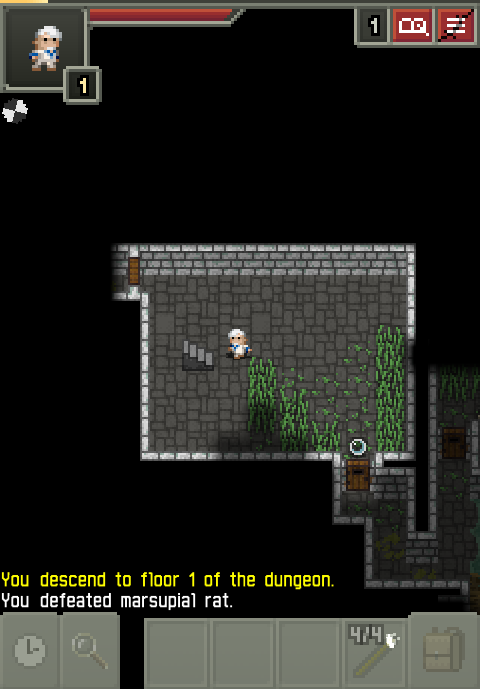 1
1
You descend to floor 1 of the dungeon.
You defeated marsupial rat.
4/4